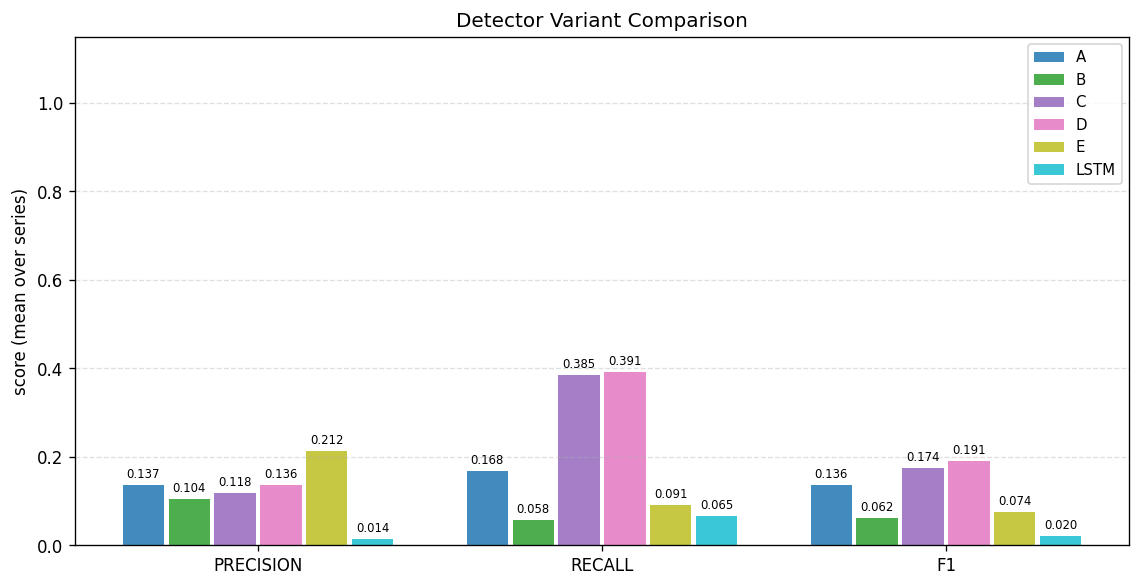 Detector Variant Comparison
A
B
C
D
E
LSTM
score (mean over series)
1.0
0.8
0.6
0.4
0.2
0.0
0.137
0.104
0.118
0.136
0.212
0.014
0.168
0.058
0.385
0.391
0.091
0.065
0.136
0.062
0.174
0.191
0.074
0.020
PRECISION
RECALL
F1